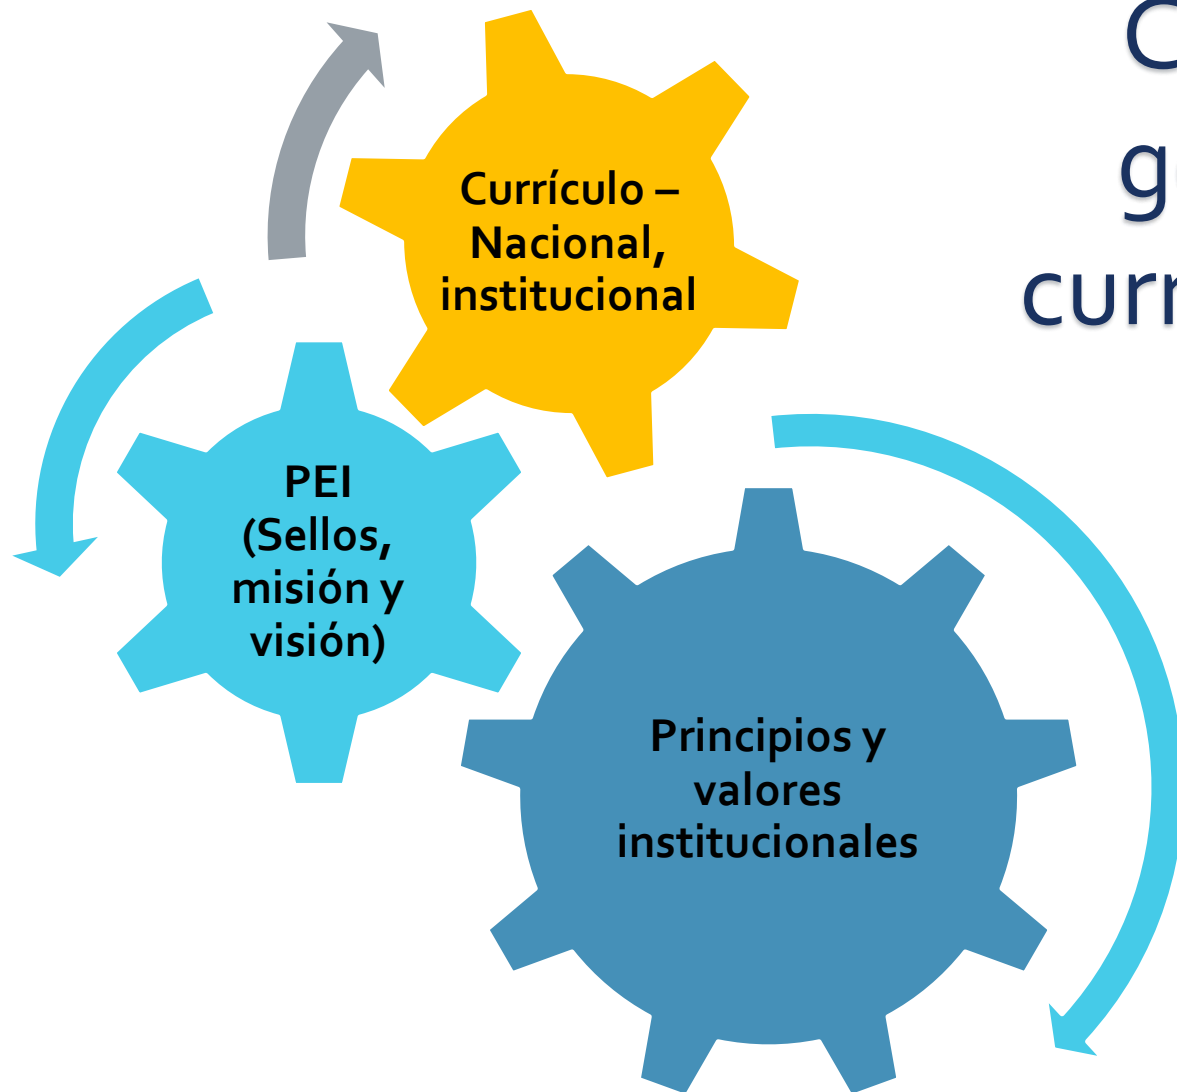 Currículo –
Nacional,
institucional
PEI
(Sellos,
misión y
visión)
Principios y
valores
institucionales